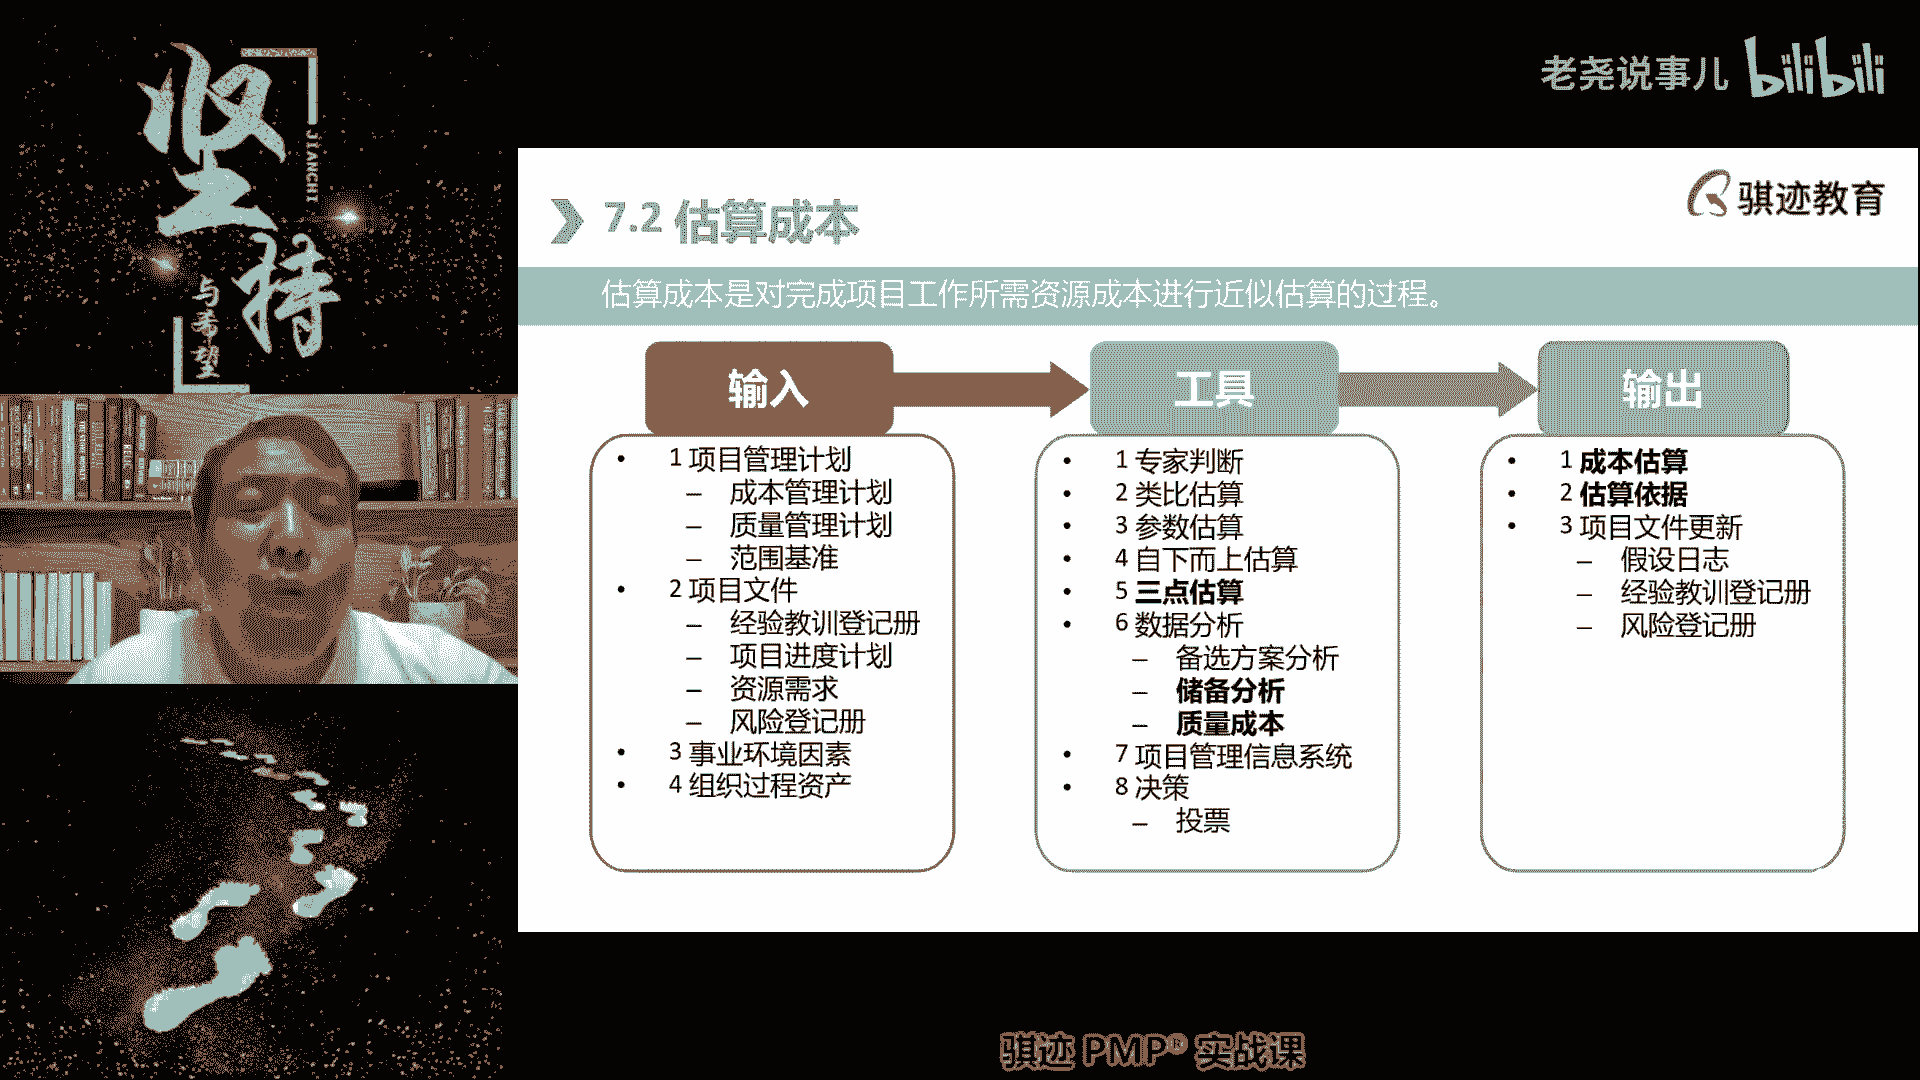 坚持
JIANCHI
与希望
老尧说事儿 bilibili
骐迹教育
7.2 估算成本
估算成本是对完成项目工作所需资源成本进行近似估算的过程。
输入
• 1 项目管理计划
– 成本管理计划
– 质量管理计划
– 范围基准
• 2 项目文件
– 经验教训登记册
– 项目进度计划
– 资源需求
– 风险登记册
• 3 事业环境因素
• 4 组织过程资产
工具
• 1 专家判断
• 2 类比估算
• 3 参数估算
• 4 自下而上估算
• 5 三点估算
• 6 数据分析
– 备选方案分析
– 储备分析
– 质量成本
• 7 项目管理信息系统
• 8 决策
– 投票
输出
• 1 成本估算
• 2 估算依据
• 3 项目文件更新
– 假设日志
– 经验教训登记册
– 风险登记册
骐迹 PMP® 实战课